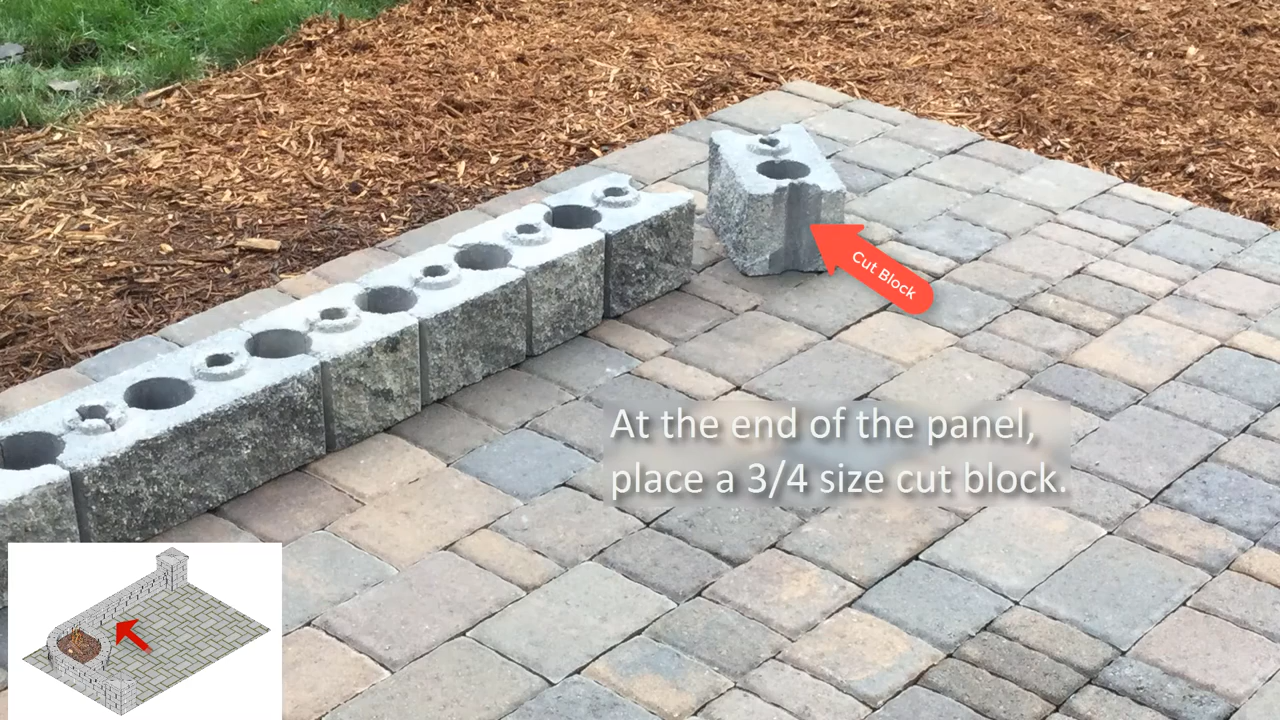 Cut Block
At the end of the panel,
place a 3/4 size cut block.